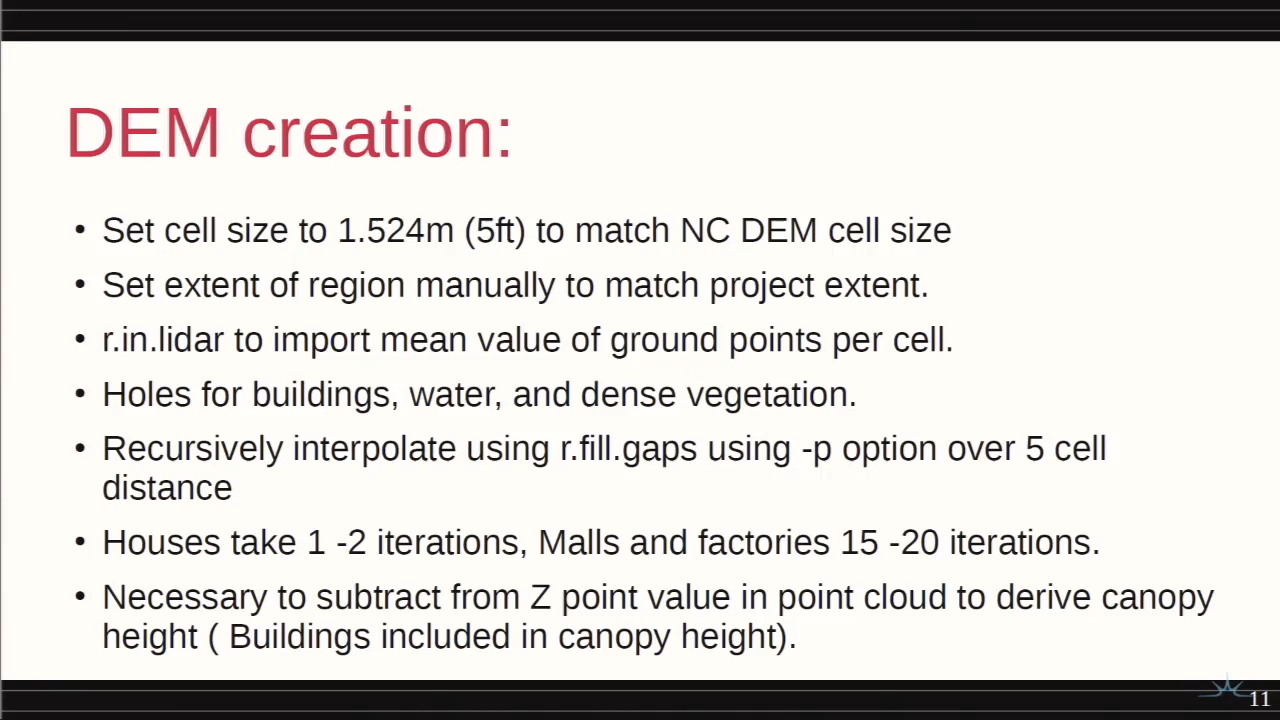 DEM creation:
• Set cell size to 1.524m (5ft) to match NC DEM cell size
• Set extent of region manually to match project extent.
• r.in.lidar to import mean value of ground points per cell.
• Holes for buildings, water, and dense vegetation.
• Recursively interpolate using r.fill.gaps using -p option over 5 cell
distance
• Houses take 1 -2 iterations, Malls and factories 15 -20 iterations.
• Necessary to subtract from Z point value in point cloud to derive canopy
height ( Buildings included in canopy height).
11